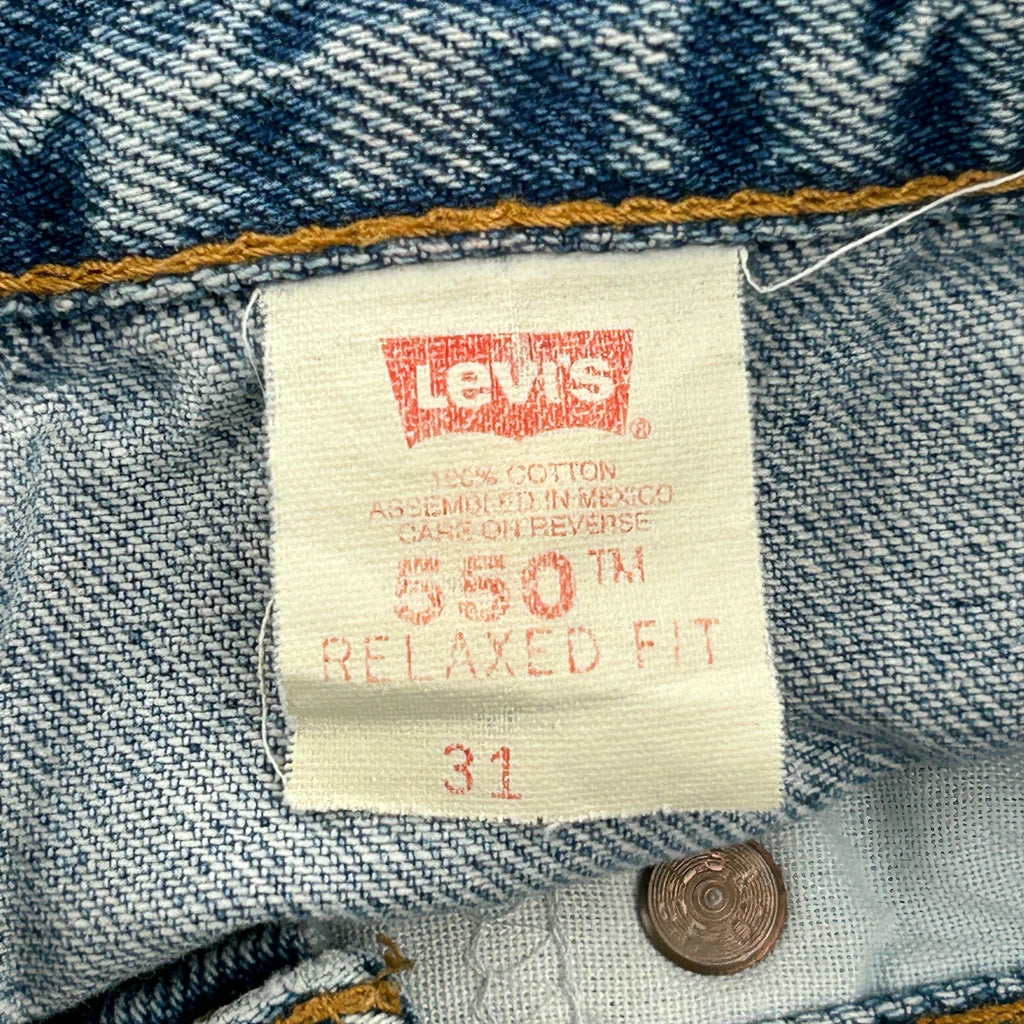 Levi's®
100% COTTON
ASSEMBLED IN MEXICO
CARE ON REVERSE
550™
RELAXED FIT
31